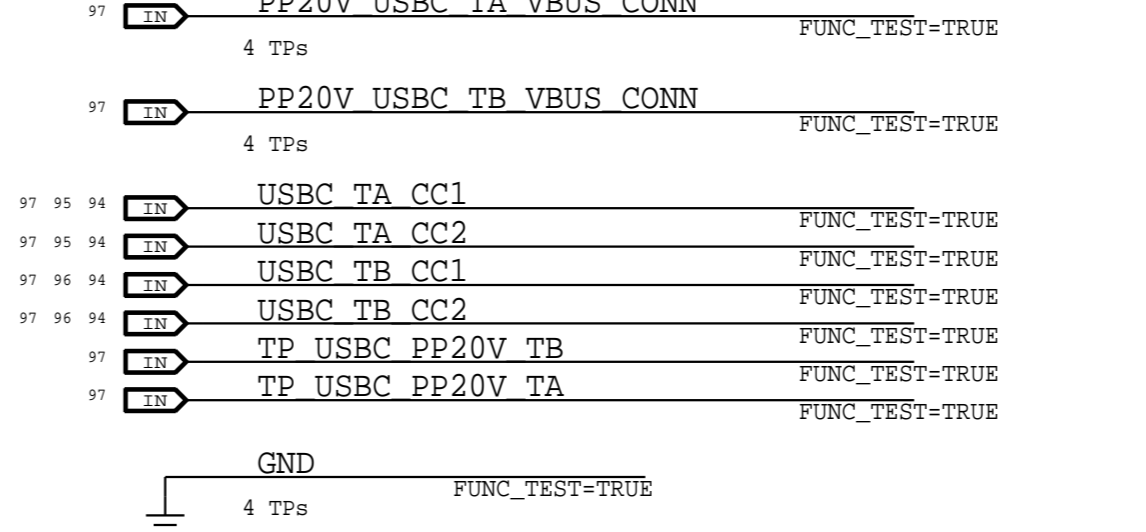 97 IN PP20V_USBC_TA_VBUS_CONN FUNC_TEST=TRUE
4 TPs
97 IN PP20V_USBC_TB_VBUS_CONN FUNC_TEST=TRUE
4 TPs
97 95 94 IN USBC_TA_CC1 FUNC_TEST=TRUE
97 95 94 IN USBC_TA_CC2 FUNC_TEST=TRUE
97 96 94 IN USBC_TB_CC1 FUNC_TEST=TRUE
97 96 94 IN USBC_TB_CC2 FUNC_TEST=TRUE
97 IN TP_USBC_PP20V_TB FUNC_TEST=TRUE
97 IN TP_USBC_PP20V_TA FUNC_TEST=TRUE
GND FUNC_TEST=TRUE
4 TPs